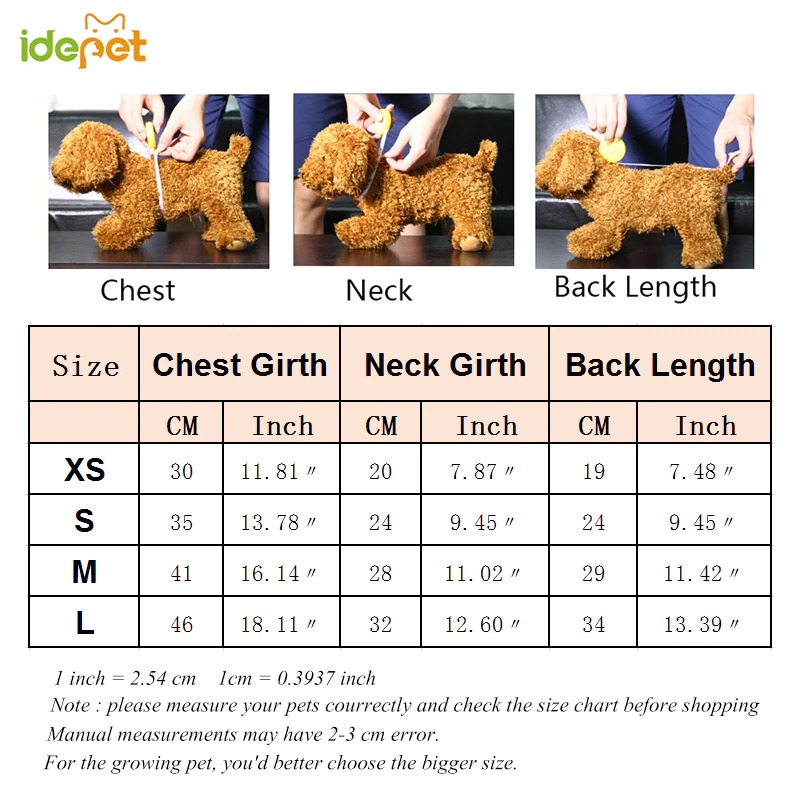 idepet
Chest Neck Back Length
Size Chest Girth Neck Girth Back Length
CM Inch CM Inch CM Inch
XS 30 11.81″ 20 7.87″ 19 7.48″
S 35 13.78″ 24 9.45″ 24 9.45″
M 41 16.14″ 28 11.02″ 29 11.42″
L 46 18.11″ 32 12.60″ 34 13.39″
1 inch = 2.54 cm 1cm = 0.3937 inch
Note : please measure your pets courrectly and check the size chart before shopping
Manual measurements may have 2-3 cm error.
For the growing pet, you'd better choose the bigger size.